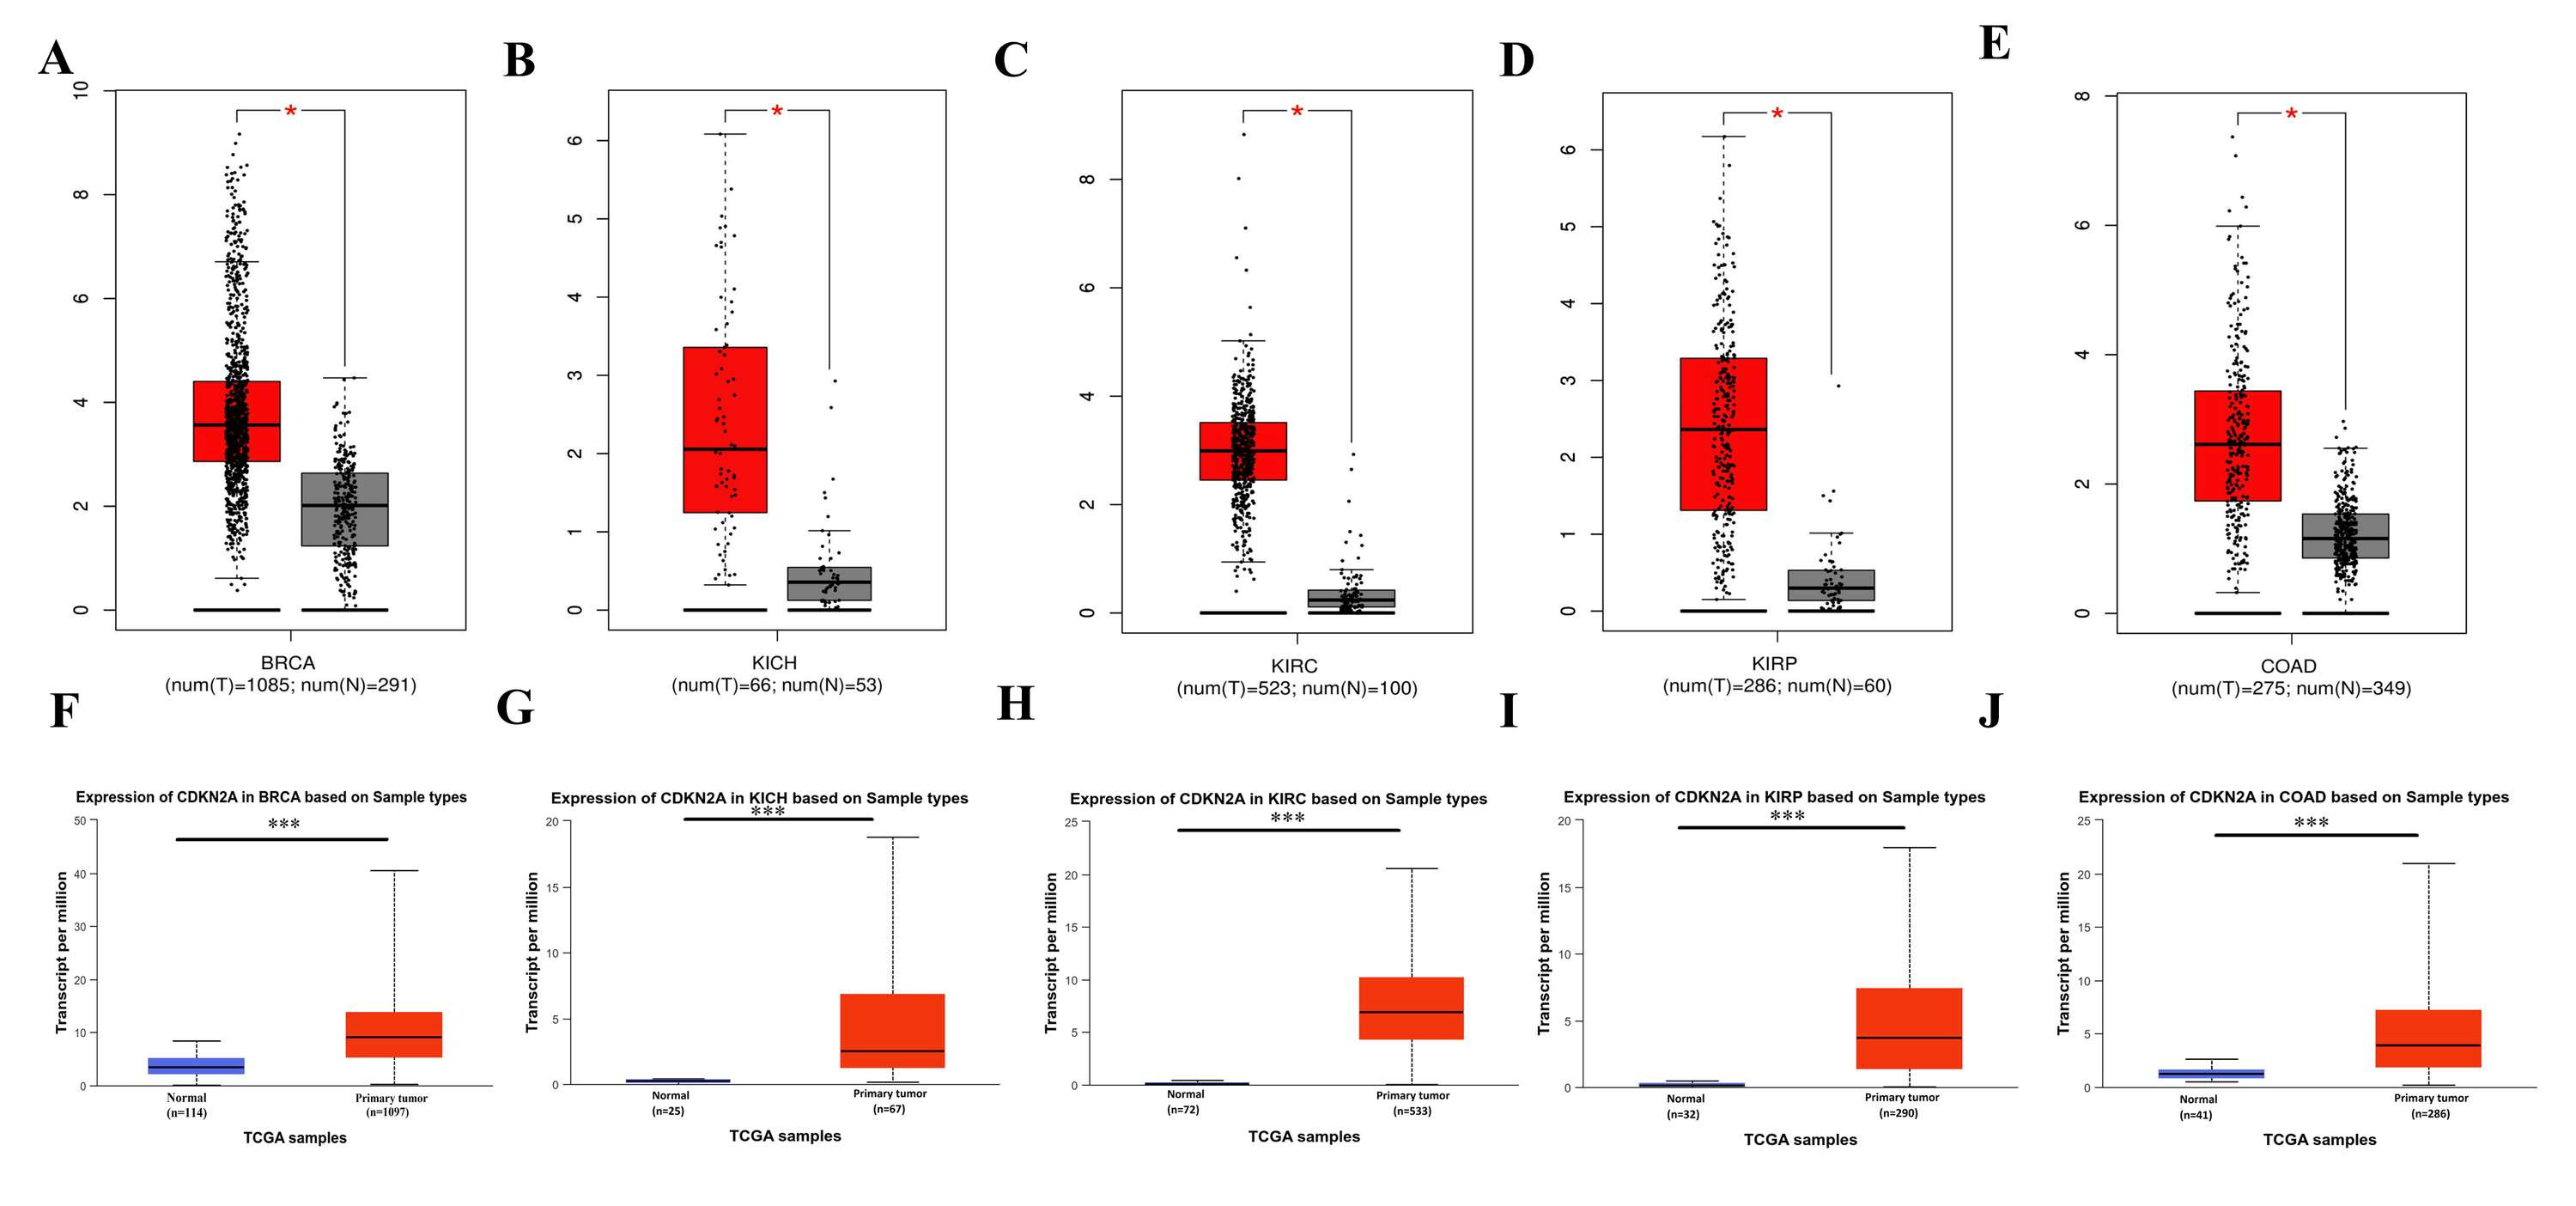 A
B
C
D
E
10
8
6
4
2
0
*
BRCA
(num(T)=1085; num(N)=291)
6
5
4
3
2
1
0
*
KICH
(num(T)=66; num(N)=53)
8
6
4
2
0
*
KIRC
(num(T)=523; num(N)=100)
6
5
4
3
2
1
0
*
KIRP
(num(T)=286; num(N)=60)
8
6
4
2
0
*
COAD
(num(T)=275; num(N)=349)
F
G
H
I
J
Expression of CDKN2A in BRCA based on Sample types
***
50
40
30
20
10
0
Transcript per million
Normal
(n=114)
Primary tumor
(n=1097)
TCGA samples
Expression of CDKN2A in KICH based on Sample types
***
20
15
10
5
0
Transcript per million
Normal
(n=25)
Primary tumor
(n=67)
TCGA samples
Expression of CDKN2A in KIRC based on Sample types
***
25
20
15
10
5
0
Transcript per million
Normal
(n=72)
Primary tumor
(n=533)
TCGA samples
Expression of CDKN2A in KIRP based on Sample types
***
20
15
10
5
0
Transcript per million
Normal
(n=32)
Primary tumor
(n=290)
TCGA samples
Expression of CDKN2A in COAD based on Sample types
***
25
20
15
10
5
0
Transcript per million
Normal
(n=41)
Primary tumor
(n=286)
TCGA samples